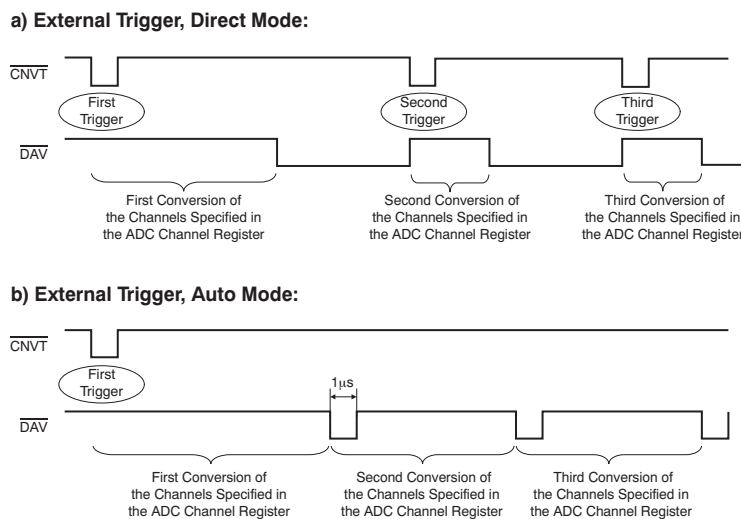 a) External Trigger, Direct Mode:
CNVT
First
Trigger
Second
Trigger
Third
Trigger
DAV
First Conversion of
the Channels Specified in
the ADC Channel Register
Second Conversion of
the Channels Specified in
the ADC Channel Register
Third Conversion of
the Channels Specified in
the ADC Channel Register
b) External Trigger, Auto Mode:
CNVT
First
Trigger
1μs
DAV
First Conversion of
the Channels Specified in
the ADC Channel Register
Second Conversion of
the Channels Specified in
the ADC Channel Register
Third Conversion of
the Channels Specified in
the ADC Channel Register